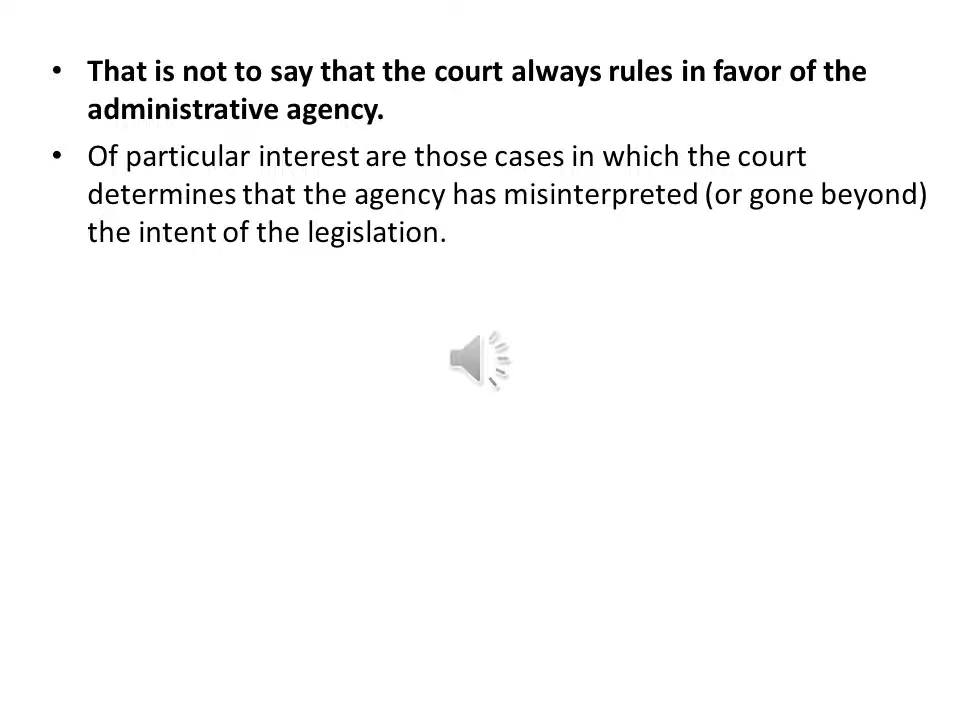 • That is not to say that the court always rules in favor of the
administrative agency.
• Of particular interest are those cases in which the court
determines that the agency has misinterpreted (or gone beyond)
the intent of the legislation.